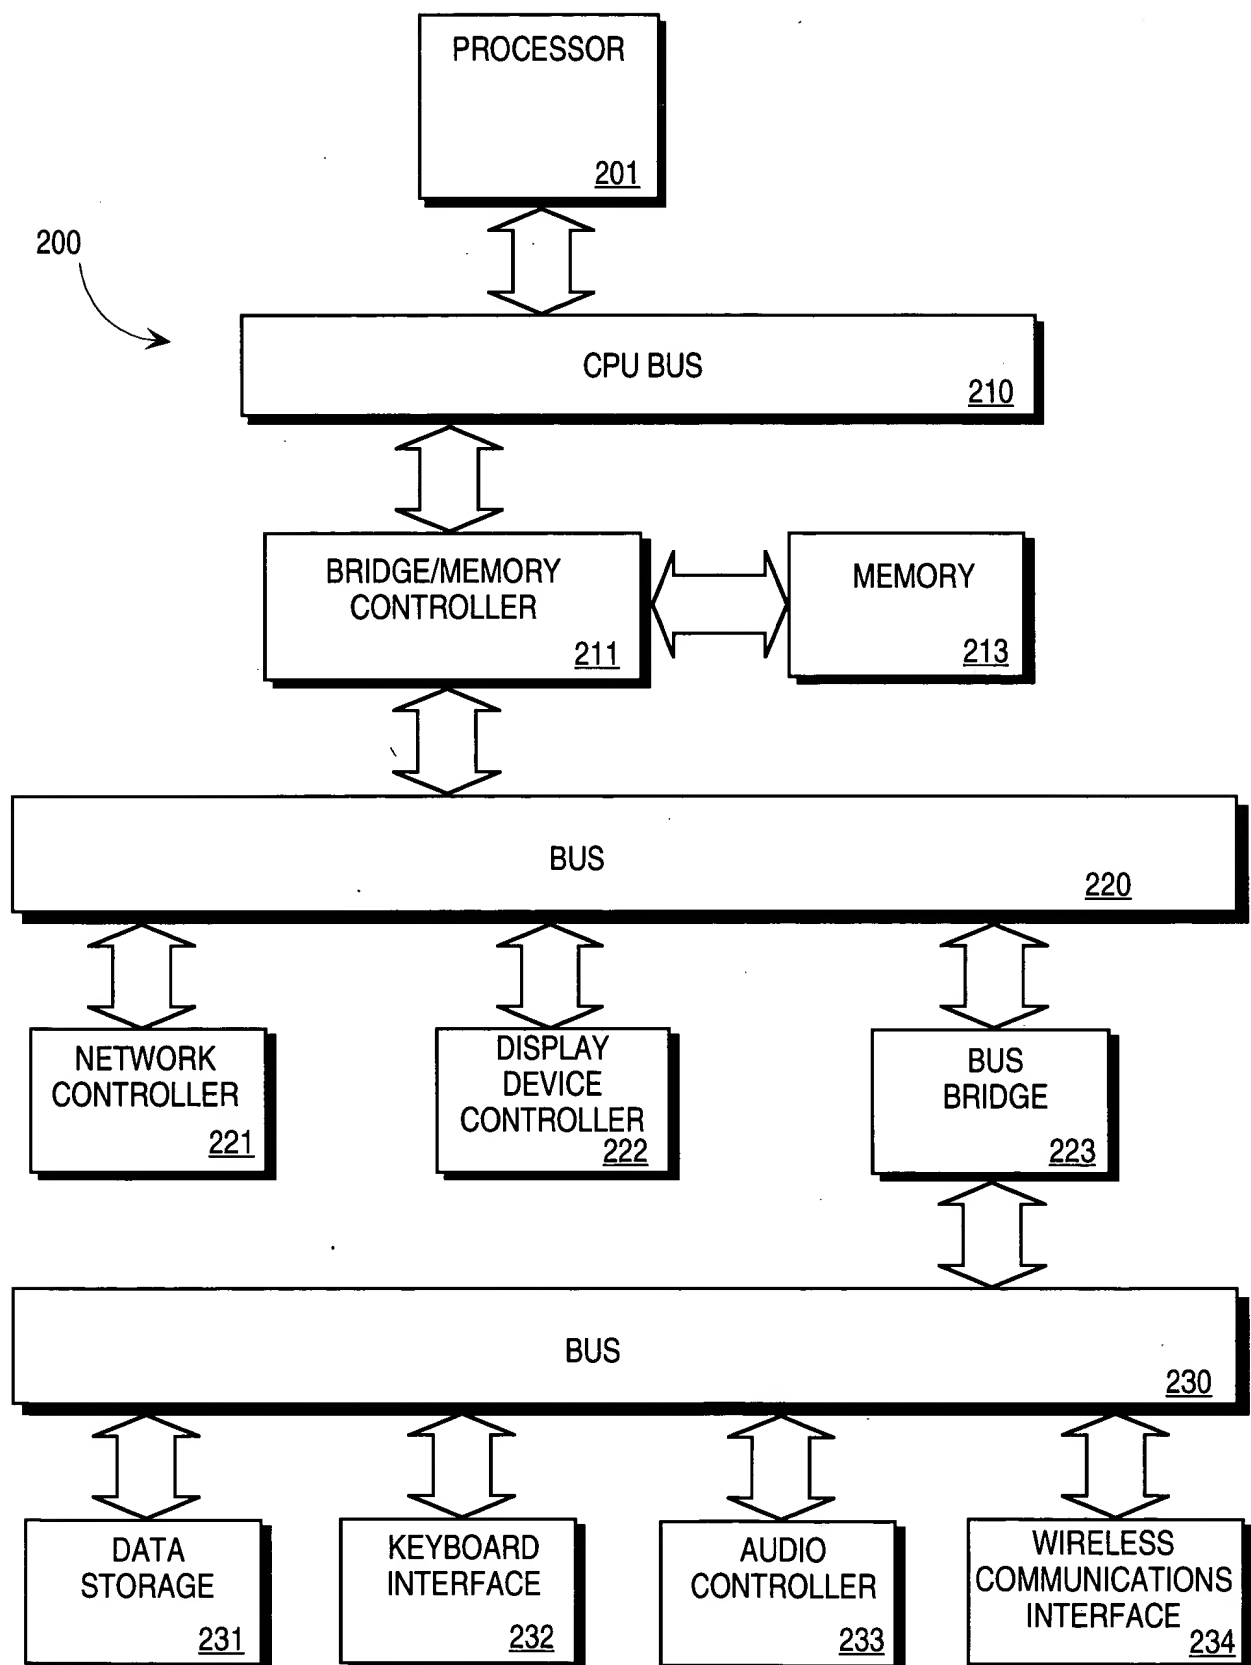 PROCESSOR
201
200
CPU BUS
210
BRIDGE/MEMORY
CONTROLLER
211
MEMORY
213
BUS
220
NETWORK
CONTROLLER
221
DISPLAY
DEVICE
CONTROLLER
222
BUS
BRIDGE
223
BUS
230
DATA
STORAGE
231
KEYBOARD
INTERFACE
232
AUDIO
CONTROLLER
233
WIRELESS
COMMUNICATIONS
INTERFACE
234